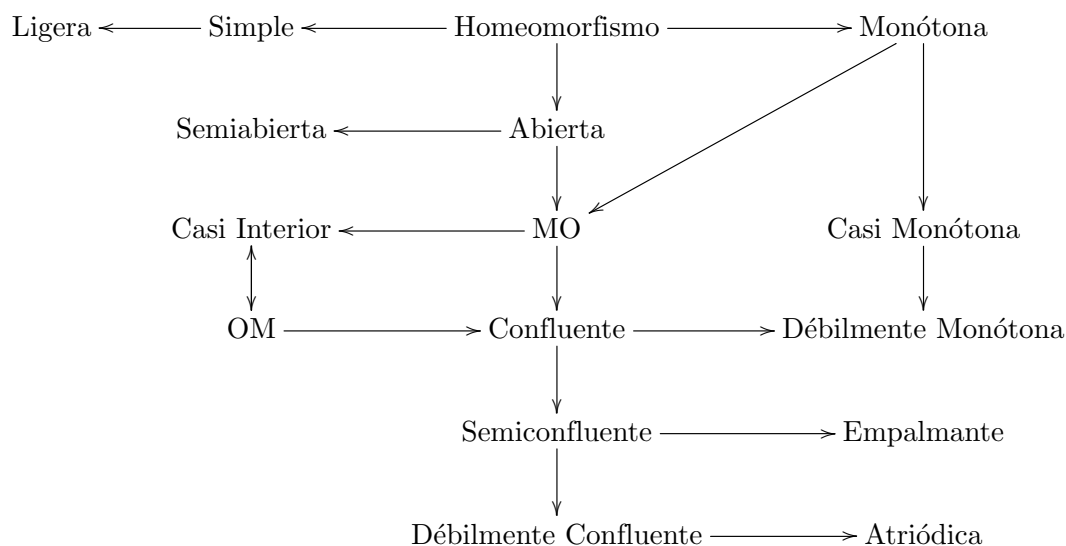 Ligera Simple Homeomorfismo Monótona
Semiabierta Abierta
Casi Interior MO Casi Monótona
OM Confluente Débilmente Monótona
Semiconfluente Empalmante
Débilmente Confluente Atriódica